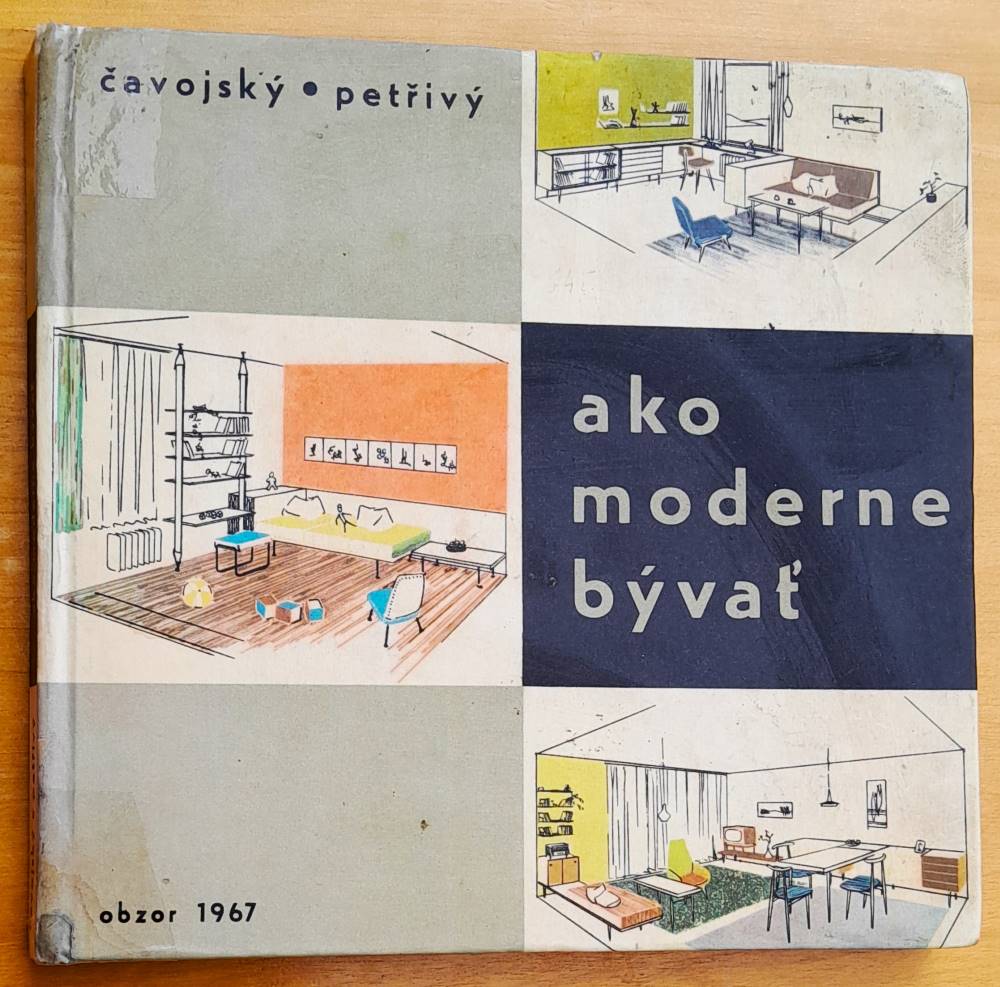 čavojský • petřivý
ako
moderne
bývať
obzor 1967